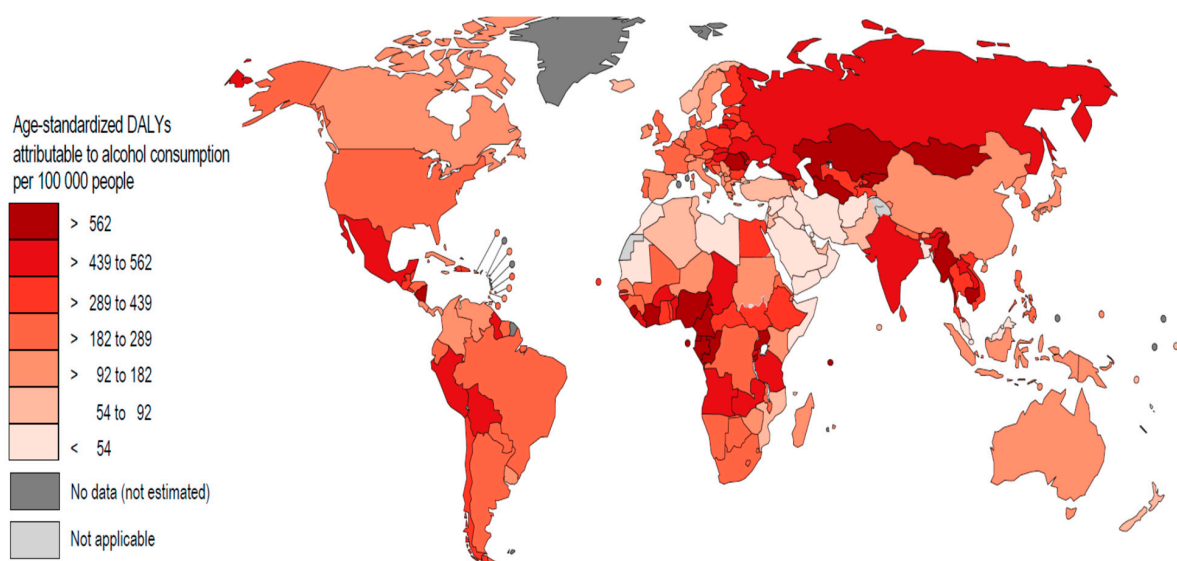 Age-standardized DALYs
attributable to alcohol consumption
per 100 000 people
> 562
> 439 to 562
> 289 to 439
> 182 to 289
> 92 to 182
54 to 92
< 54
No data (not estimated)
Not applicable